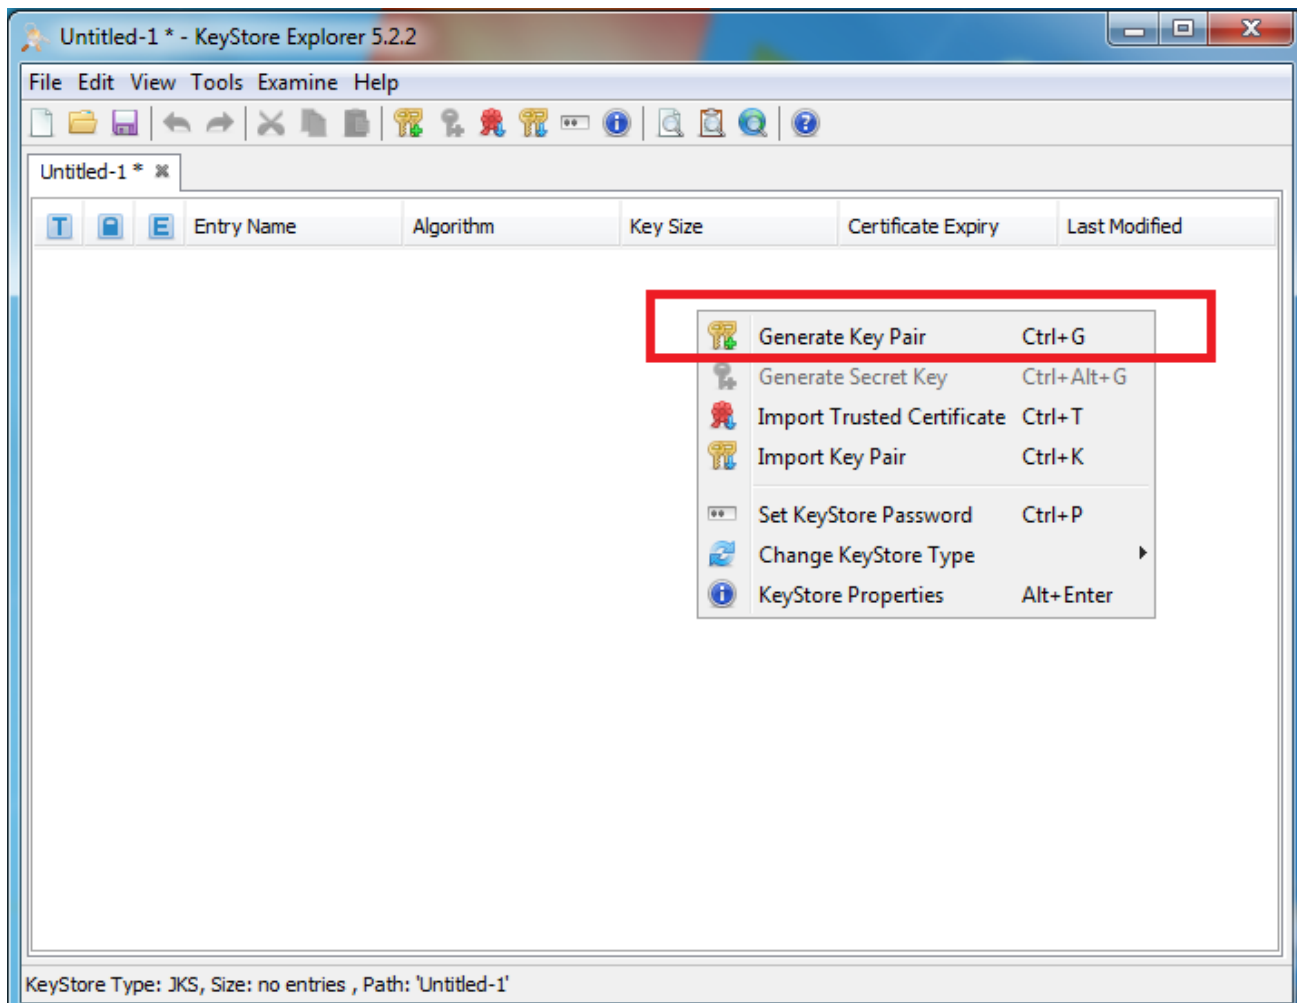 Untitled-1 * - KeyStore Explorer 5.2.2
File Edit View Tools Examine Help
Untitled-1 *
T E Entry Name Algorithm Key Size Certificate Expiry Last Modified
Generate Key Pair Ctrl+G
Generate Secret Key Ctrl+Alt+G
Import Trusted Certificate Ctrl+T
Import Key Pair Ctrl+K
Set KeyStore Password Ctrl+P
Change KeyStore Type
KeyStore Properties Alt+Enter
KeyStore Type: JKS, Size: no entries , Path: 'Untitled-1'